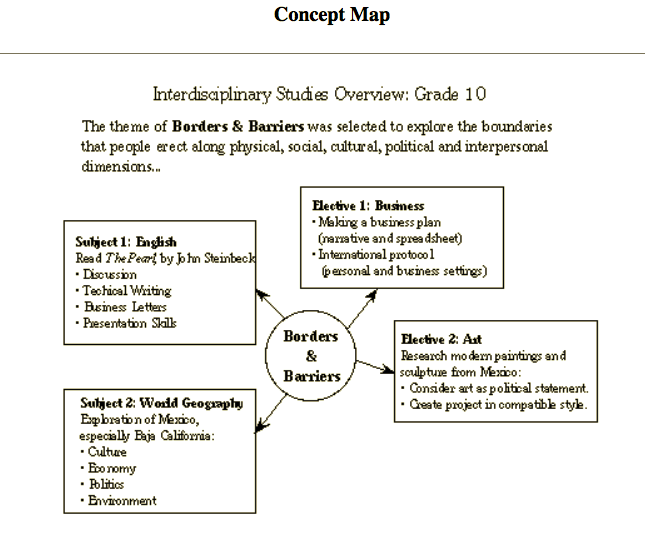 Concept Map
Interdisciplinary Studies Overview: Grade 10
The theme of Borders & Barriers was selected to explore the boundaries
that people erect along physical, social, cultural, political and interpersonal
dimensions...
Subject 1: English
Read The Pearl, by John Steinbeck
• Discussion
• Techical Writing
• Business Letters
• Presentation Skills
Elective 1: Business
• Making a business plan
(narrative and spreadsheet)
• International protocol
(personal and business settings)
Borders
&
Barriers
Elective 2: Art
Research modern paintings and
sculpture from Mexico:
• Consider art as political statement.
• Create project in compatible style.
Subject 2: World Geography
Exploration of Mexico,
especially Baja California:
• Culture
• Economy
• Politics
• Environment